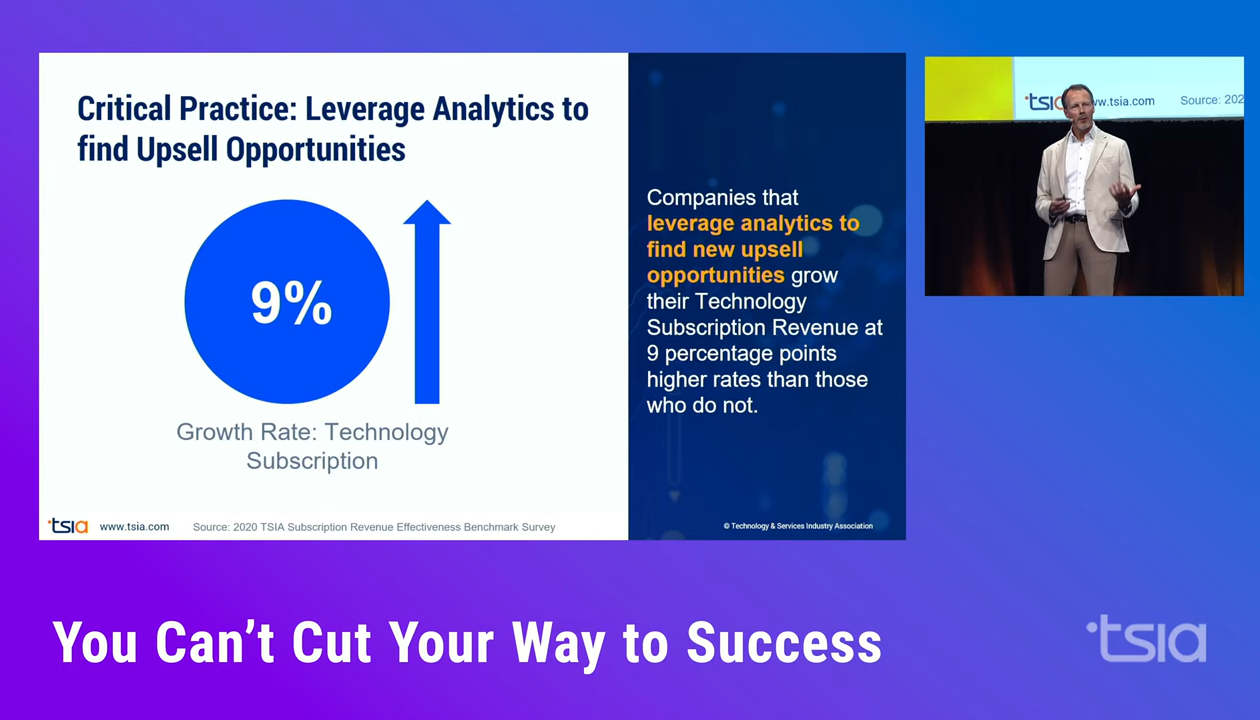 Critical Practice: Leverage Analytics to
find Upsell Opportunities
9%
Growth Rate: Technology
Subscription
tsia www.tsia.com Source: 2020 TSIA Subscription Revenue Effectiveness Benchmark Survey
Companies that
leverage analytics to
find new upsell
opportunities grow
their Technology
Subscription Revenue at
9 percentage points
higher rates than those
who do not.
© Technology & Services Industry Association
tsia ww.tsia.com Source: 202
You Can’t Cut Your Way to Success
tsia